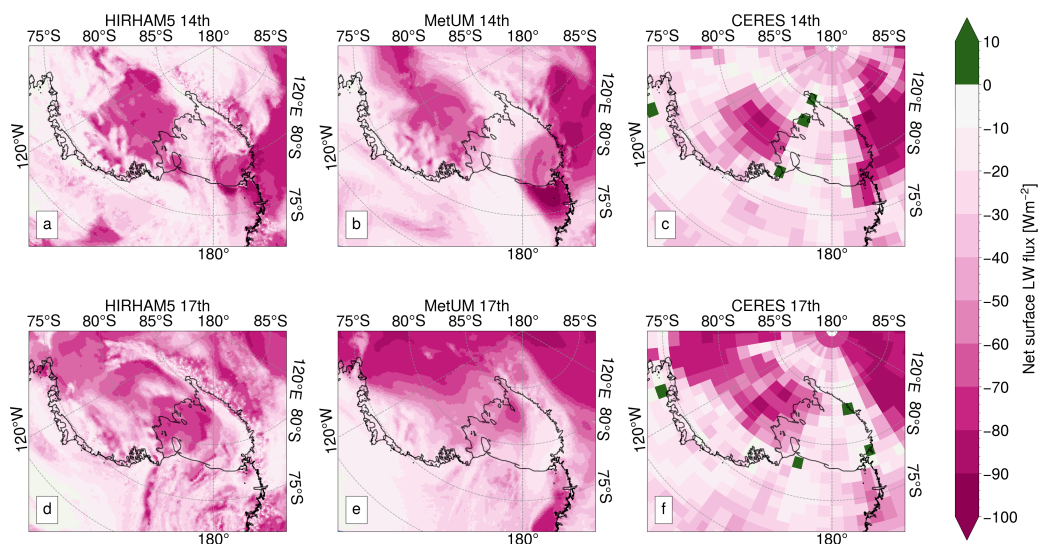 HIRHAM5 14th
MetUM 14th
CERES 14th
75°S 80°S 85°S 180° 85°S
75°S 80°S 85°S 180° 85°S
75°S 80°S 85°S 180° 85°S
120°W
120°E
80°S
75°S
180°
a
120°W
120°E
80°S
75°S
180°
b
120°W
120°E
80°S
75°S
180°
c
HIRHAM5 17th
MetUM 17th
CERES 17th
75°S 80°S 85°S 180° 85°S
75°S 80°S 85°S 180° 85°S
75°S 80°S 85°S 180° 85°S
120°W
120°E
80°S
75°S
180°
d
120°W
120°E
80°S
75°S
180°
e
120°W
120°E
80°S
75°S
180°
f
10
0
−10
−20
−30
−40
−50
−60
−70
−80
−90
−100
Net surface LW flux [Wm⁻²]